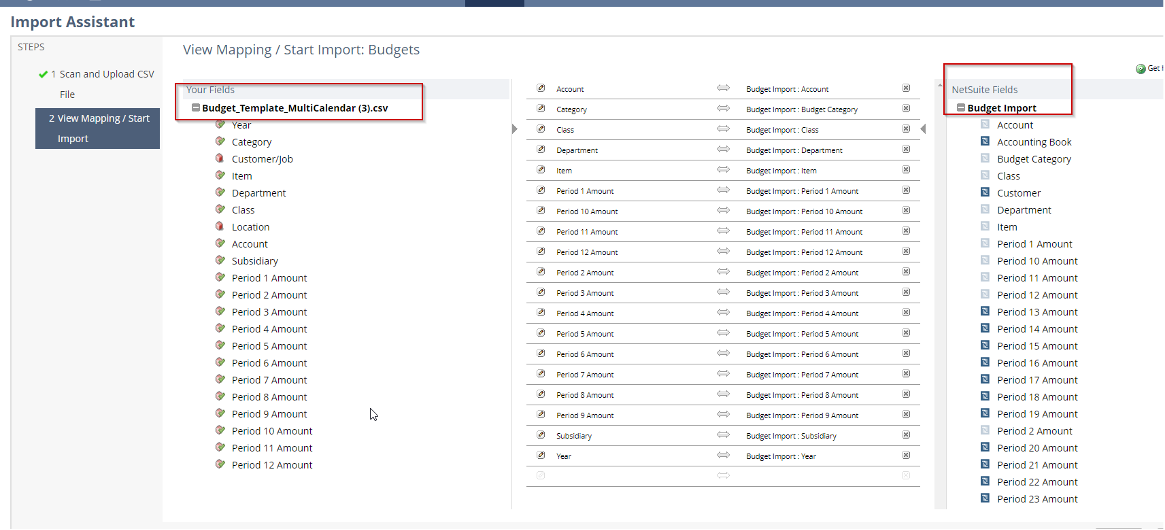 Import Assistant
STEPS
1 Scan and Upload CSV
File
2 View Mapping / Start
Import
View Mapping / Start Import: Budgets
Get
Your Fields
Budget_Template_MultiCalendar (3).csv
Year
Category
Customer/Job
Item
Department
Class
Location
Account
Subsidiary
Period 1 Amount
Period 2 Amount
Period 3 Amount
Period 4 Amount
Period 5 Amount
Period 6 Amount
Period 7 Amount
Period 8 Amount
Period 9 Amount
Period 10 Amount
Period 11 Amount
Period 12 Amount
Account Budget Import : Account
Category Budget Import : Budget Category
Class Budget Import : Class
Department Budget Import : Department
Item Budget Import : Item
Period 1 Amount Budget Import : Period 1 Amount
Period 10 Amount Budget Import : Period 10 Amount
Period 11 Amount Budget Import : Period 11 Amount
Period 12 Amount Budget Import : Period 12 Amount
Period 2 Amount Budget Import : Period 2 Amount
Period 3 Amount Budget Import : Period 3 Amount
Period 4 Amount Budget Import : Period 4 Amount
Period 5 Amount Budget Import : Period 5 Amount
Period 6 Amount Budget Import : Period 6 Amount
Period 7 Amount Budget Import : Period 7 Amount
Period 8 Amount Budget Import : Period 8 Amount
Period 9 Amount Budget Import : Period 9 Amount
Subsidiary Budget Import : Subsidiary
Year Budget Import : Year
NetSuite Fields
Budget Import
Account
Accounting Book
Budget Category
Class
Customer
Department
Item
Period 1 Amount
Period 10 Amount
Period 11 Amount
Period 12 Amount
Period 13 Amount
Period 14 Amount
Period 15 Amount
Period 16 Amount
Period 17 Amount
Period 18 Amount
Period 19 Amount
Period 2 Amount
Period 20 Amount
Period 21 Amount
Period 22 Amount
Period 23 Amount